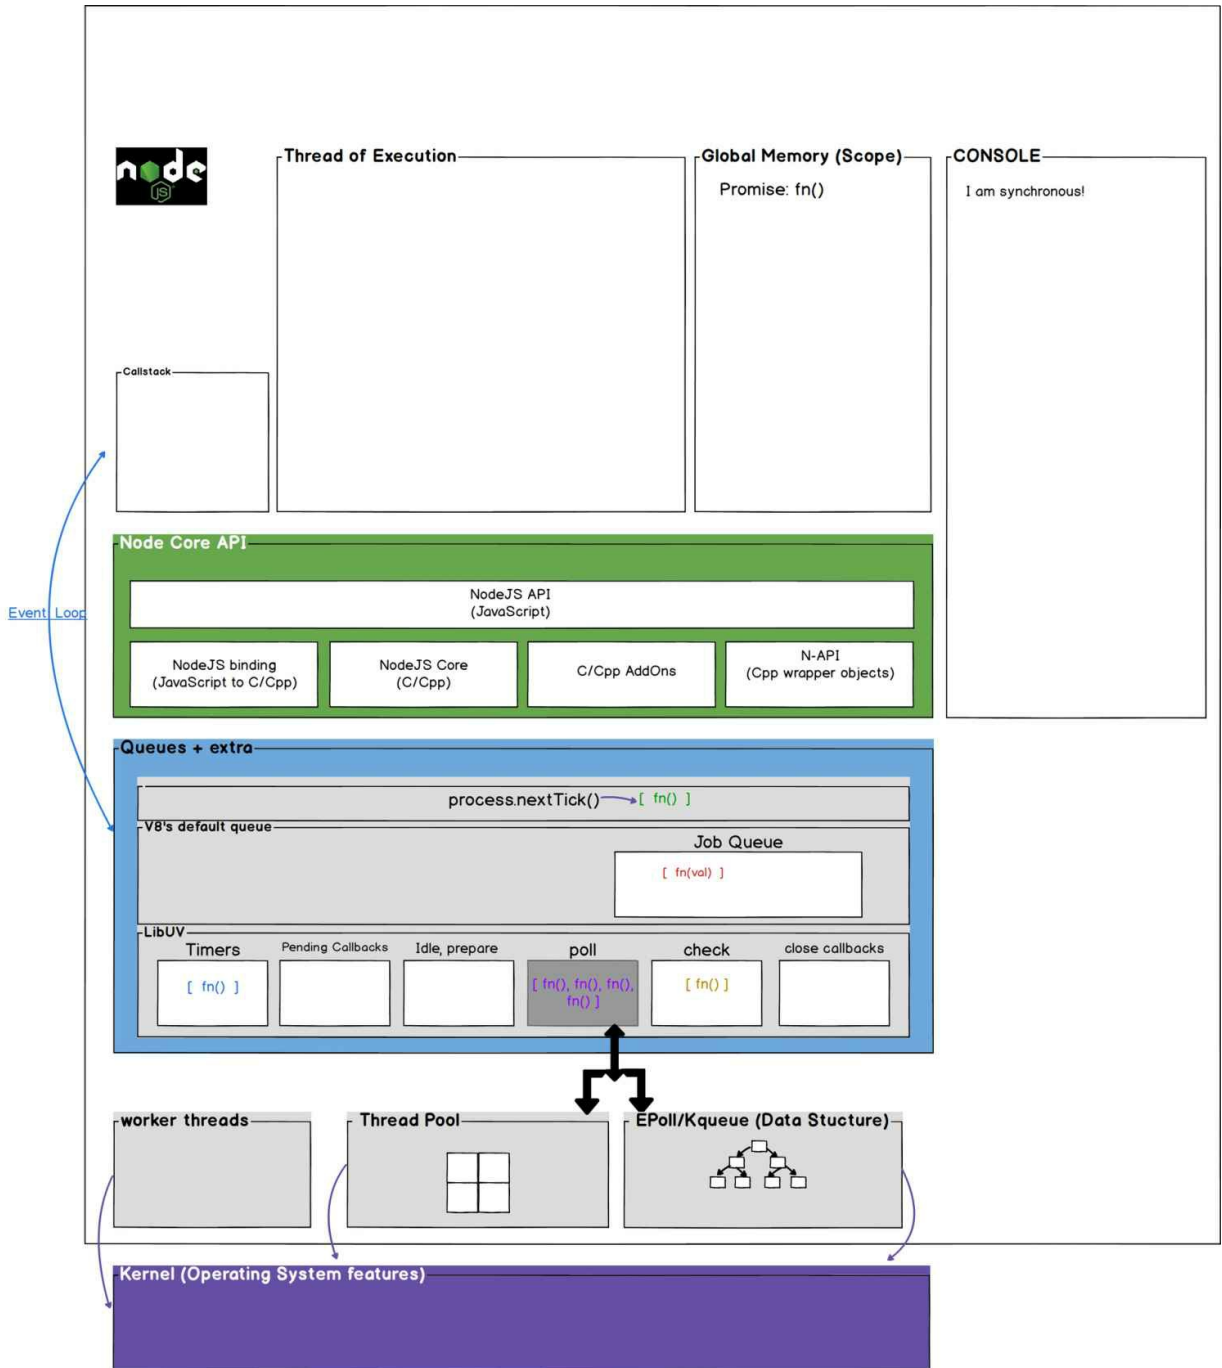 node
JS
Thread of Execution
Global Memory (Scope)
CONSOLE
Promise: fn()
I am synchronous!
Callstack
Node Core API
NodeJS API
(JavaScript)
Event Loop
NodeJS binding
(JavaScript to C/Cpp)
NodeJS Core
(C/Cpp)
C/Cpp AddOns
N-API
(Cpp wrapper objects)
Queues + extra
process.nextTick()
[ fn() ]
V8's default queue
Job Queue
[ fn(val) ]
LibUV
Timers
Pending Callbacks
Idle, prepare
poll
check
close callbacks
[ fn() ]
[ fn(), fn(), fn(),
fn() ]
[ fn() ]
worker threads
Thread Pool
EPoll/Kqueue (Data Stucture)
Kernel (Operating System features)